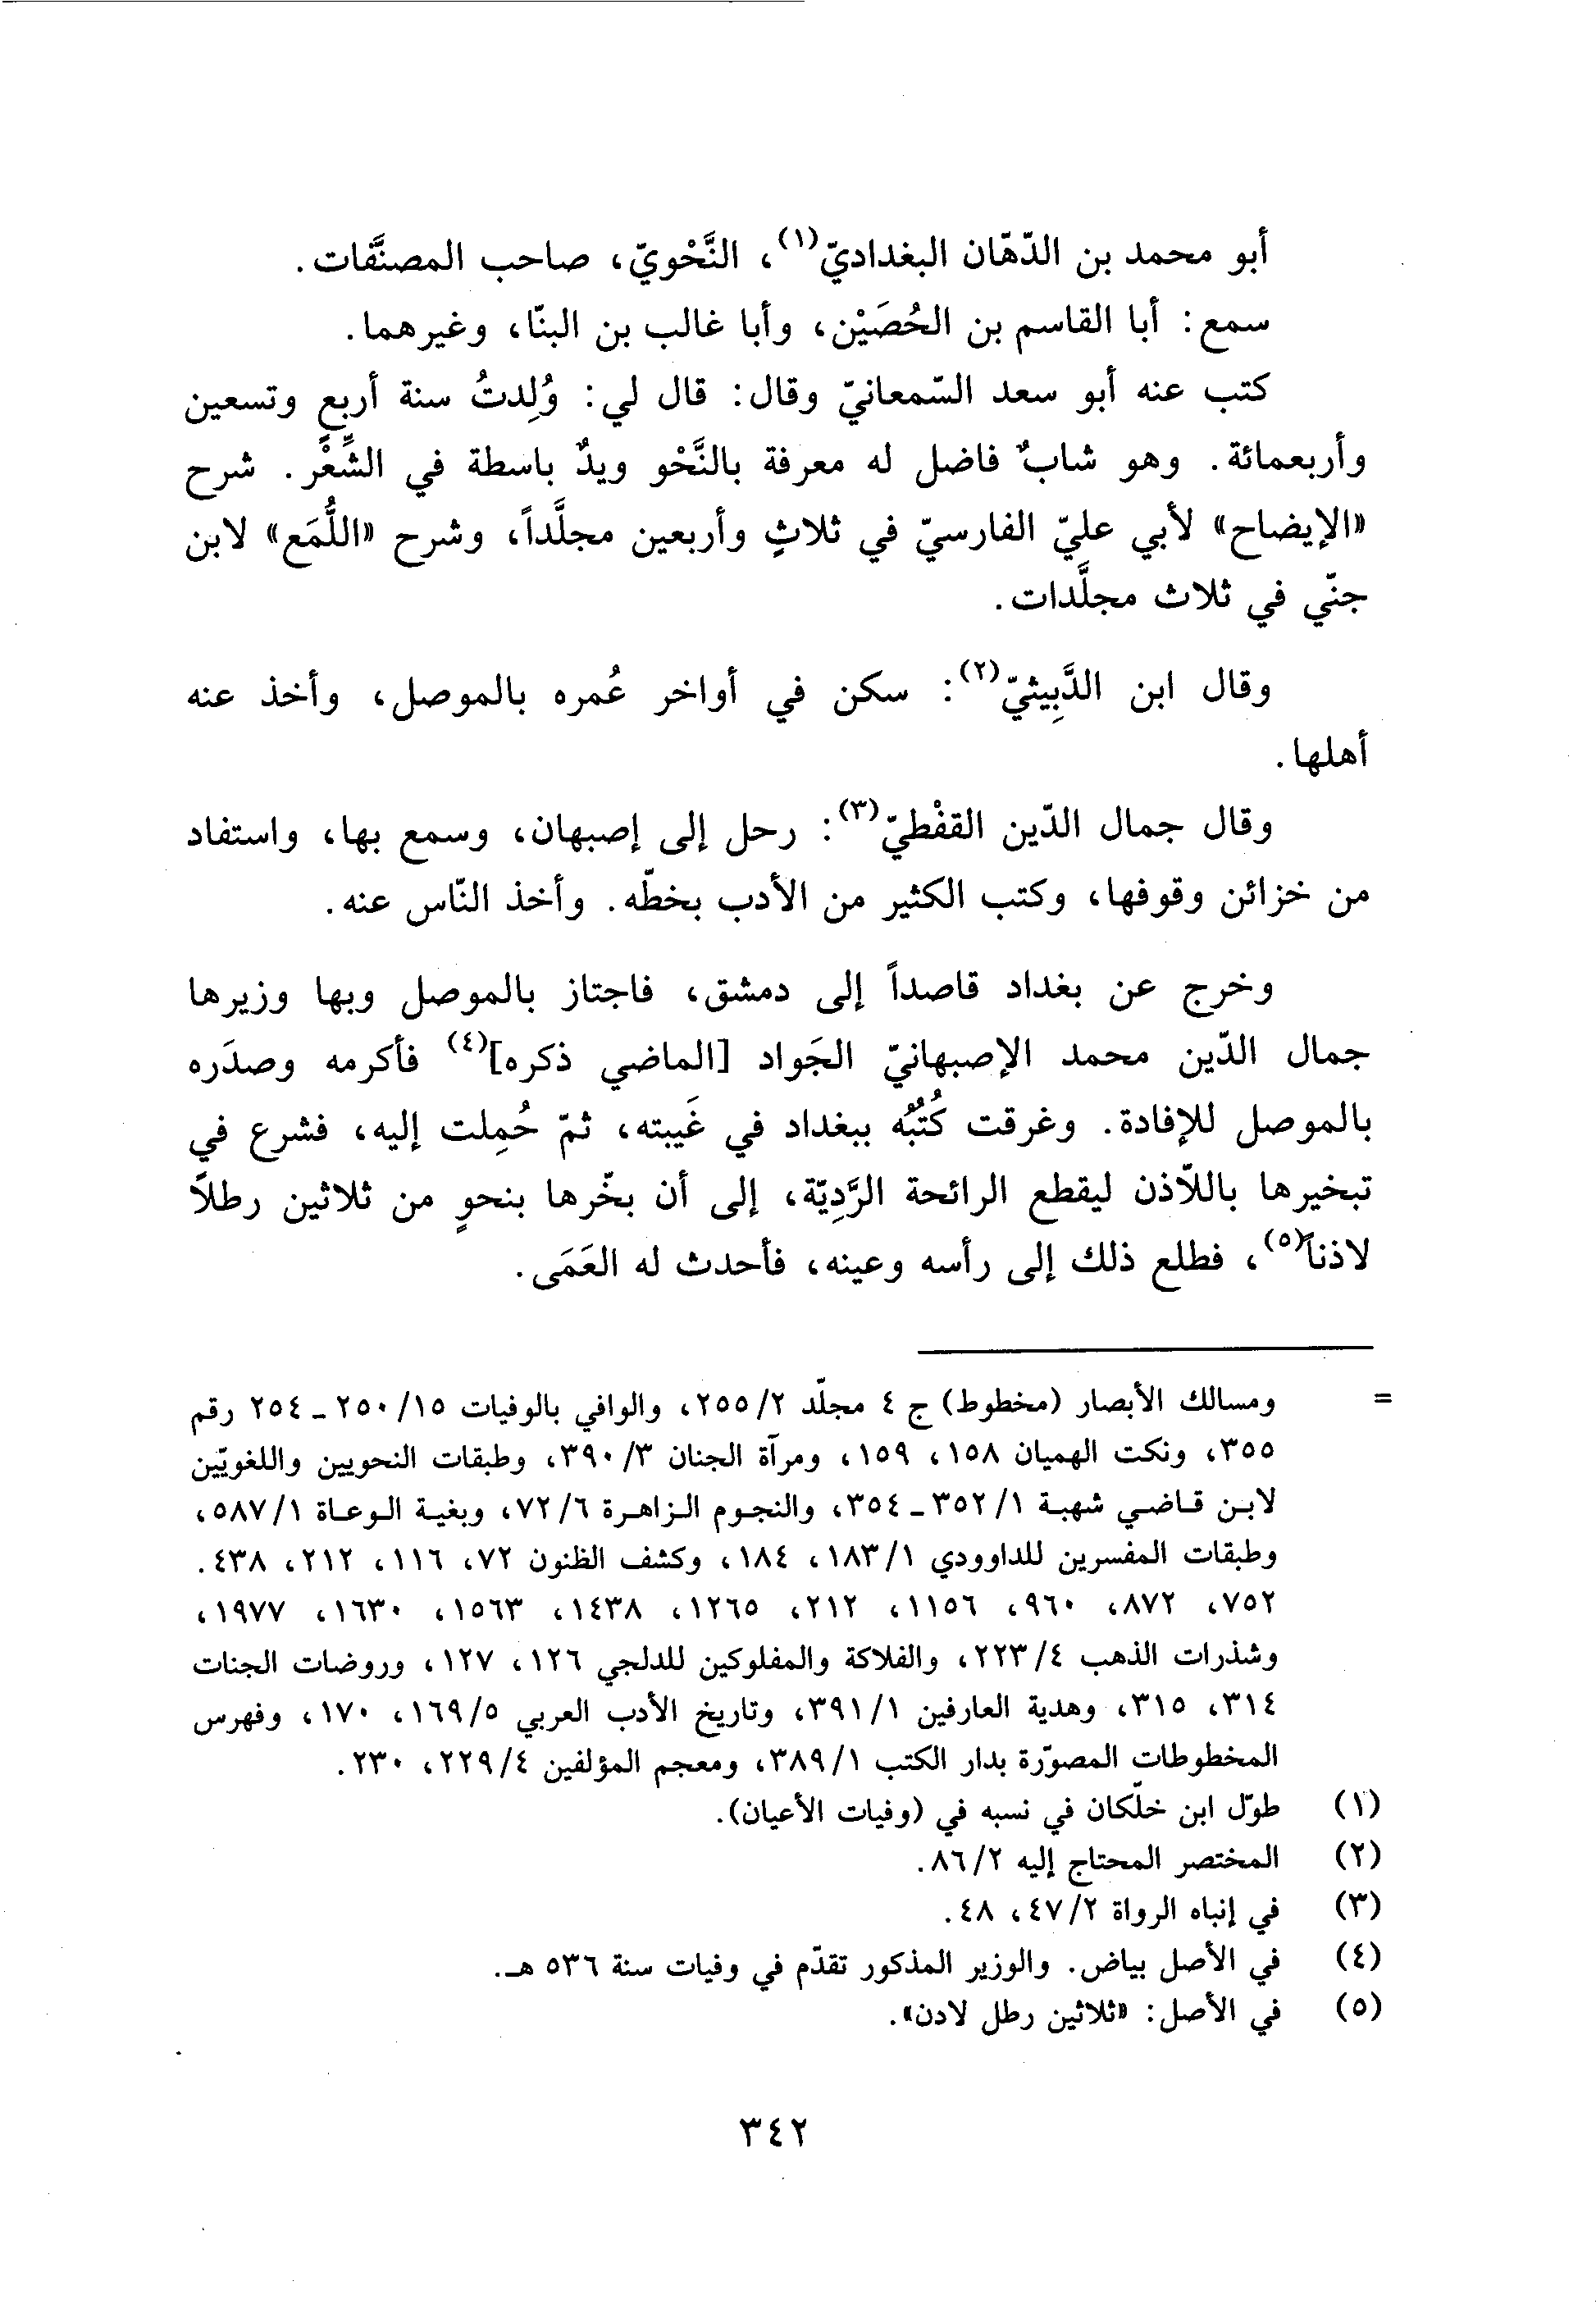 أبو محمد بن الدّهّان البغداديّ(١)، النَّحْويّ، صاحب المصنَّفات.
سمع: أبا القاسم بن الحُصَيْن، وأبا غالب بن البنّا، وغيرهما.
كتب عنه أبو سعد السّمعانيّ وقال: قال لي: وُلِدتُ سنة أربعٍ وتسعين
وأربعمائة. وهو شابٌ فاضل له معرفة بالنَّحْو ويدٌ باسطة في الشِّعْر. شرح
«الإيضاح» لأبي عليّ الفارسيّ في ثلاثٍ وأربعين مجلَّداً، وشرح «اللُّمَع» لابن
جنّي في ثلاث مجلَّدات.
وقال ابن الدَّبِيثيّ(٢): سكن في أواخر عُمره بالموصل، وأخذ عنه
أهلها.
وقال جمال الدّين القفْطيّ(٣): رحل إلى إصبهان، وسمع بها، واستفاد
من خزائن وقوفها، وكتب الكثير من الأدب بخطّه. وأخذ النّاس عنه.
وخرج عن بغداد قاصداً إلى دمشق، فاجتاز بالموصل وبها وزيرها
جمال الدّين محمد الإصبهانيّ الجَواد [الماضي ذكره](٤) فأكرمه وصدَره
بالموصل للإفادة. وغرقت كُتُبُه ببغداد في غَيبته، ثمّ حُمِلت إليه، فشرع في
تبخيرها باللّاذن ليقطع الرائحة الرَّدِيّة، إلى أن بخّرها بنحوٍ من ثلاثين رطلاً
لاذناً(٥)، فطلع ذلك إلى رأسه وعينه، فأحدث له العَمَى.
= ومسالك الأبصار (مخطوط) ج ٤ مجلّد ٢/٢٥٥، والوافي بالوفيات ١٥/٢٥٠ ـ ٢٥٤ رقم
٣٥٥، ونكت الهميان ١٥٨، ١٥٩، ومرآة الجنان ٣/٣٩٠، وطبقات النحويين واللغويّين
لابن قاضي شهبة ١/٣٥٢ ـ ٣٥٤، والنجوم الزاهرة ٦/٧٢، وبغية الوعاة ١/٥٨٧،
وطبقات المفسرين للداوودي ١/١٨٣، ١٨٤، وكشف الظنون ٧٢، ١١٦، ٢١٢، ٤٣٨.
٧٥٢، ٨٧٢، ٩٦٠، ١١٥٦، ٢١٢، ١٢٦٥، ١٤٣٨، ١٥٦٣، ١٦٣٠، ١٩٧٧،
وشذرات الذهب ٤/٢٢٣، والفلاكة والمفلوكين للدلجي ١٢٦، ١٢٧، وروضات الجنات
٣١٤، ٣١٥، وهدية العارفين ١/٣٩١، وتاريخ الأدب العربي ٥/١٦٩، ١٧٠، وفهرس
المخطوطات المصوّرة بدار الكتب ١/٣٨٩، ومعجم المؤلفين ٤/٢٢٩، ٢٣٠.
(١) طوّل ابن خلّكان في نسبه في (وفيات الأعيان).
(٢) المختصر المحتاج إليه ٢/٨٦.
(٣) في إنباه الرواة ٢/٤٧، ٤٨.
(٤) في الأصل بياض. والوزير المذكور تقدّم في وفيات سنة ٥٣٦ هـ.
(٥) في الأصل: «ثلاثين رطل لادن».
٣٤٢